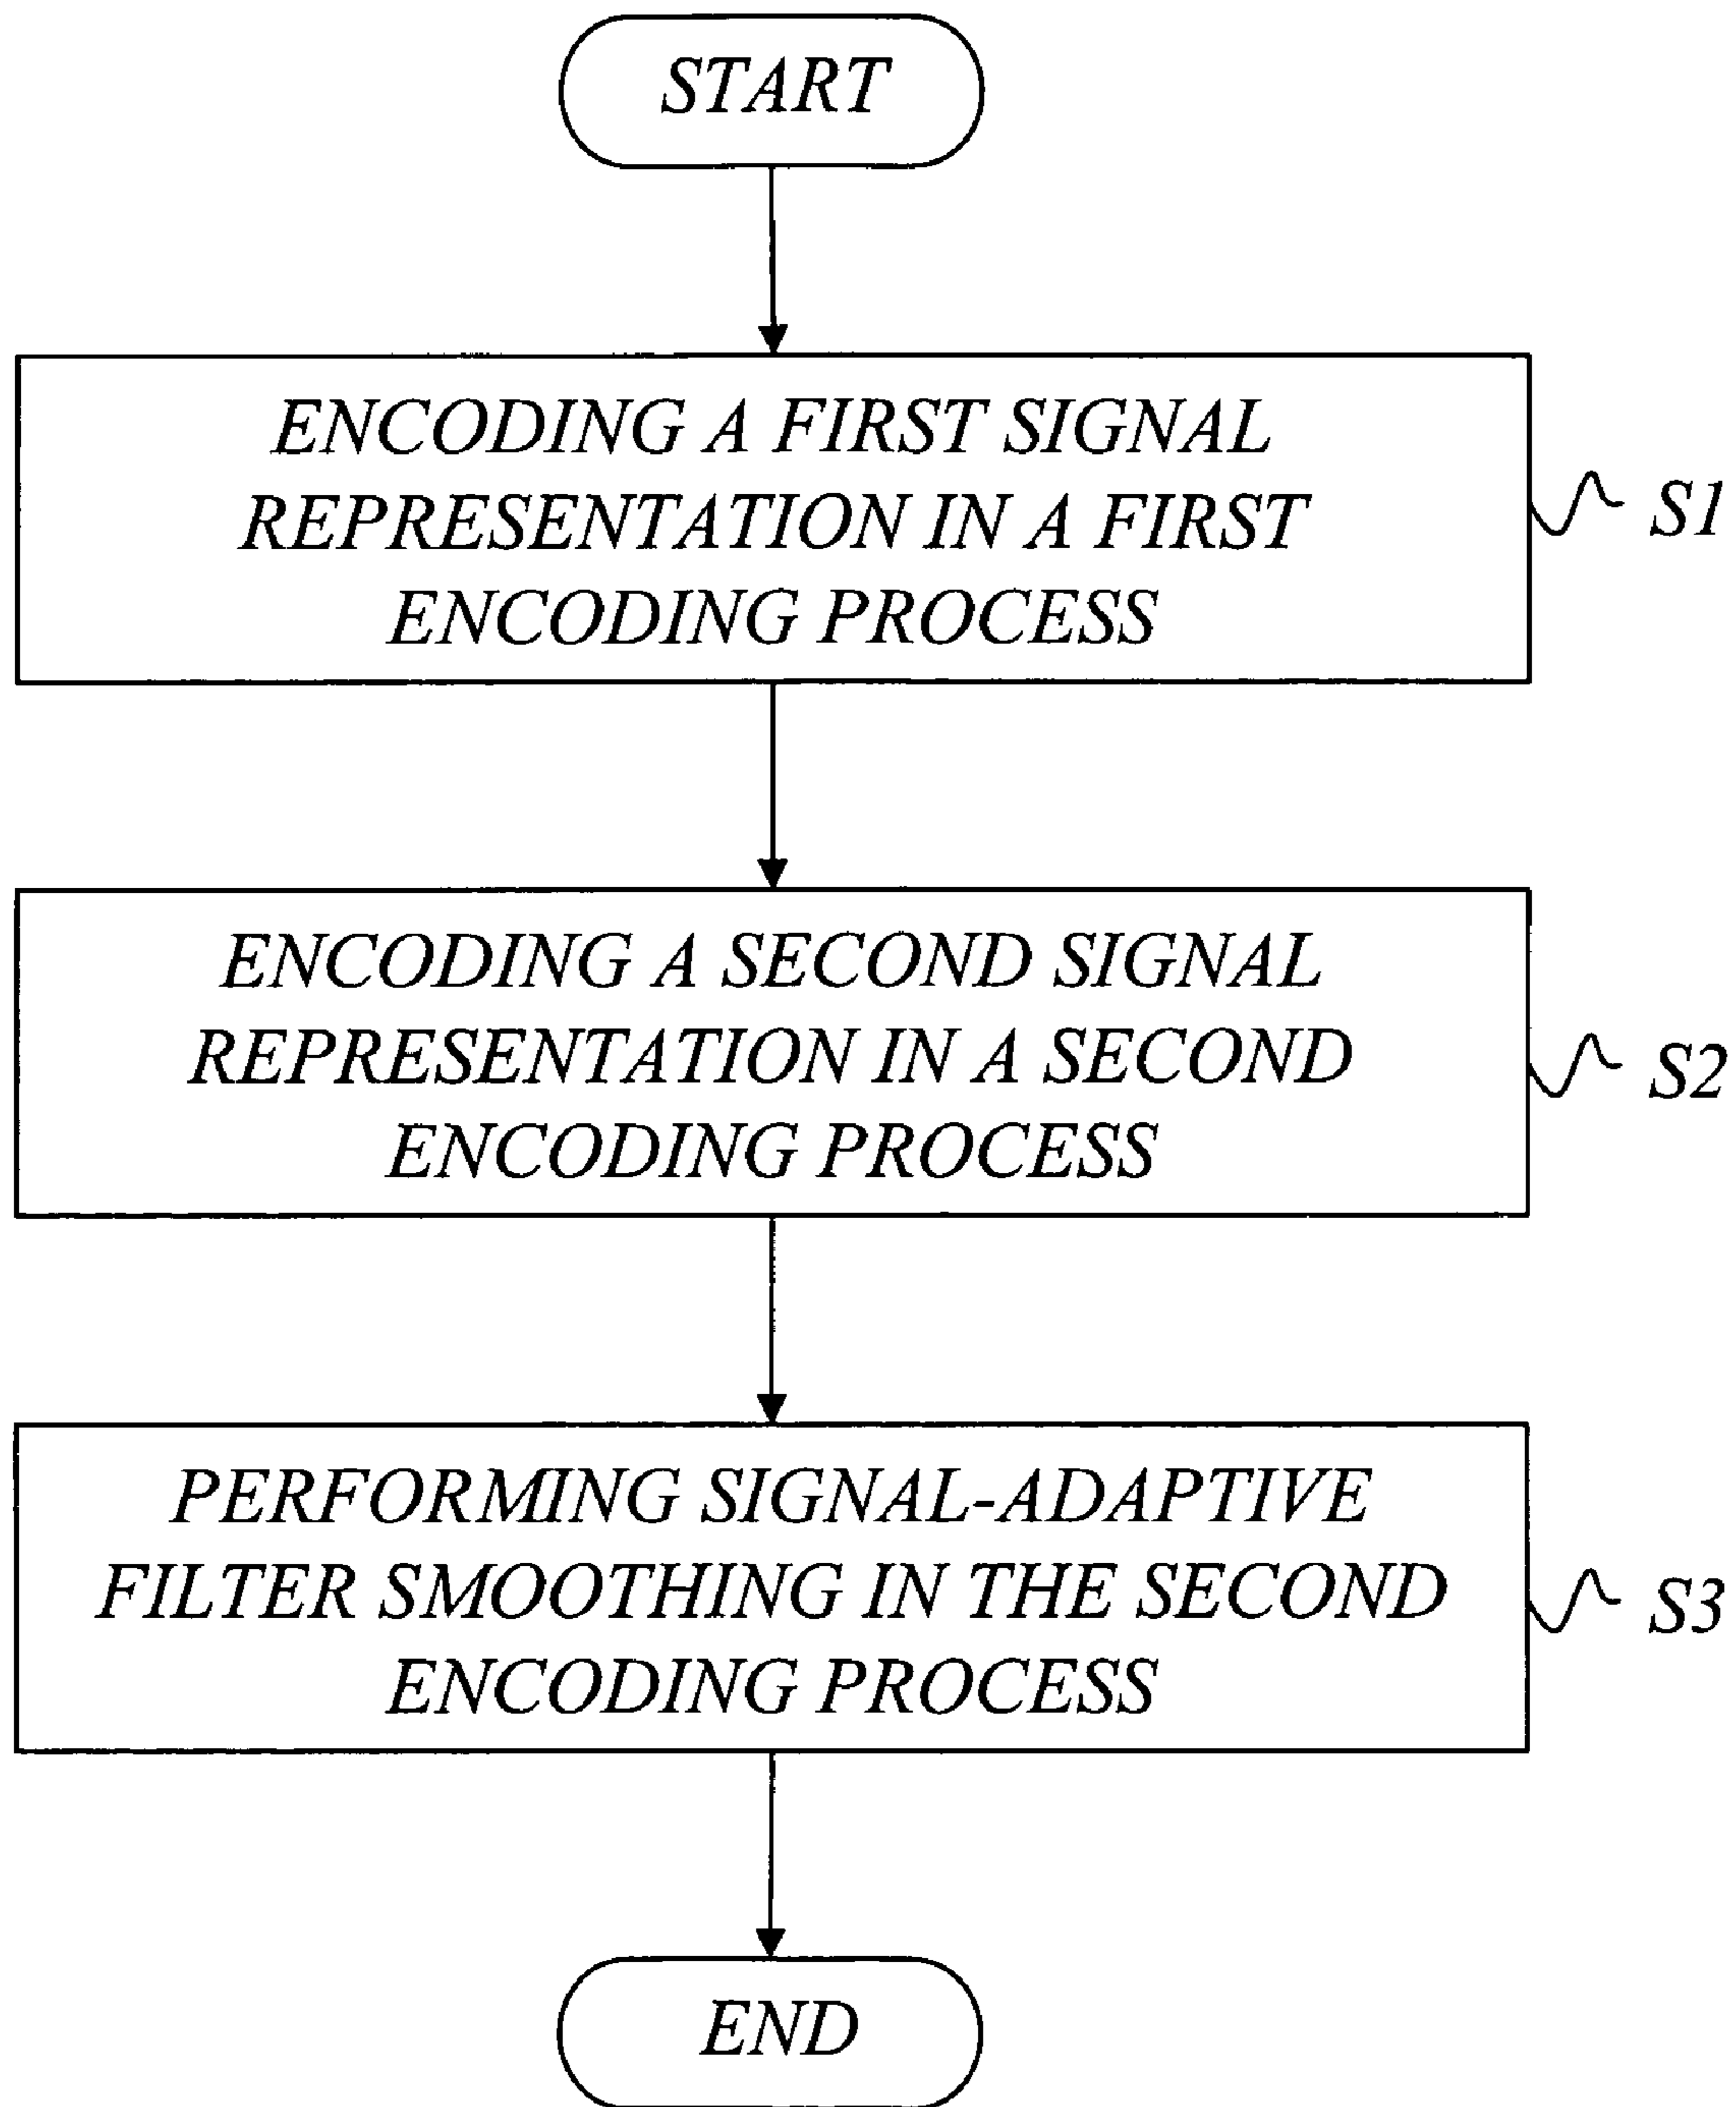 START
ENCODING A FIRST SIGNAL
REPRESENTATION IN A FIRST
ENCODING PROCESS
S1
ENCODING A SECOND SIGNAL
REPRESENTATION IN A SECOND
ENCODING PROCESS
S2
PERFORMING SIGNAL-ADAPTIVE
FILTER SMOOTHING IN THE SECOND
ENCODING PROCESS
S3
END